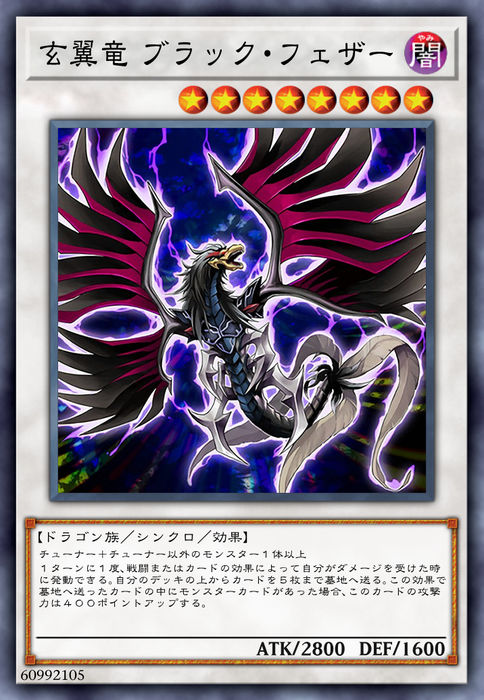 玄翼竜 ブラック・フェザー
やみ
闇
【ドラゴン族／シンクロ／効果】
チューナー＋チューナー以外のモンスター１体以上
１ターンに１度、戦闘またはカードの効果によって自分がダメージを受けた時
に発動できる。自分のデッキの上からカードを５枚まで墓地へ送る。この効果で
墓地へ送ったカードの中にモンスターカードがあった場合、このカードの攻撃
力は４００ポイントアップする。
ATK/2800 DEF/1600
60992105